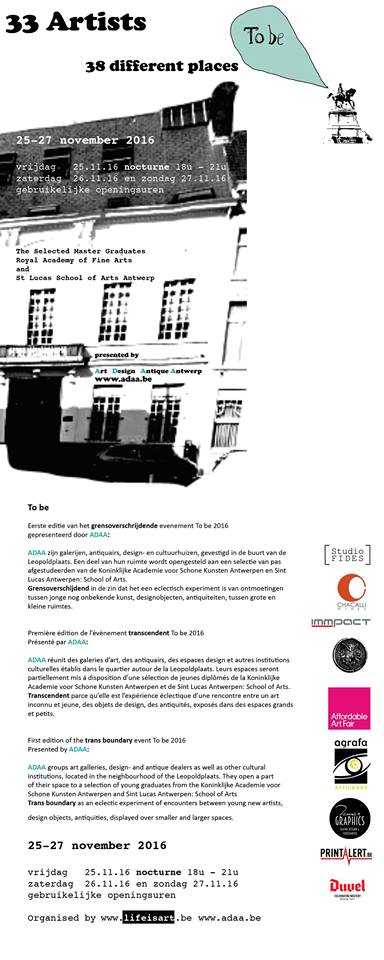 33 Artists
To be
38 different places
25-27 november 2016
vrijdag 25.11.16 nocturne 18u - 21u
zaterdag 26.11.16 en zondag 27.11.16
gebruikelijke openingsuren
The Selected Master Graduates
Royal Academy of Fine Arts
and
St Lucas School of Arts Antwerp
presented by
Art Design Antique Antwerp
www.adaa.be
To be
Eerste editie van het grensoverschrijdende evenement To be 2016
gepresenteerd door ADAA:
ADAA zijn galerijen, antiquairs, design- en cultuurhuizen, gevestigd in de buurt van de
Leopoldplaats. Een deel van hun ruimte wordt opengesteld aan een selectie van pas
afgestudeerden van de Koninklijke Academie voor Schone Kunsten Antwerpen en Sint
Lucas Antwerpen: School of Arts.
Grensoverschijdend in de zin dat het een eclectisch experiment is van ontmoetingen
tussen jonge nog onbekende kunst, designobjecten, antiquiteiten, tussen grote en
kleine ruimtes.
Première édition de l'évènement transcendent To be 2016
Présenté par ADAA:
ADAA réunit des galeries d'art, des antiquairs, des espaces design et autres institutions
culturelles établis dans le quartier autour de la Leopoldplaats. Leurs espaces seront
partiellement mis à disposition d'une sélection de jeunes diplômés de la Koninklijke
Academie voor Schone Kunsten Antwerpen et de Sint Lucas Antwerpen: School of Arts.
Transcendent parce qu'elle est l'expérience éclectique d'une rencontre entre un art
inconnu et jeune, des objets de design, des antiquités, exposés dans des espaces grands
et petits.
First edition of the trans boundary event To be 2016
Presented by ADAA:
ADAA groups art galleries, design- and antique dealers as well as other cultural
institutions, located in the neighbourhood of the Leopoldplaats. They open a part
of their space to a selection of young graduates from the Koninklijke Academie voor
Schone Kunsten Antwerpen and Sint Lucas Antwerpen: School of Arts
Trans boundary as an eclectic experiment of encounters between young new artists,
design objects, antiquities, displayed over smaller and larger spaces.
25-27 november 2016
vrijdag 25.11.16 nocturne 18u - 21u
zaterdag 26.11.16 en zondag 27.11.16
gebruikelijke openingsuren
Organised by www.lifeisart.be www.adaa.be
Studio
FIDES
CHACALLI
WINES
IMMPACT
Affordable
Art Fair
agrafa
AFFICHAGE
GRAPHICS
PRINTALERT.BE
Duvel